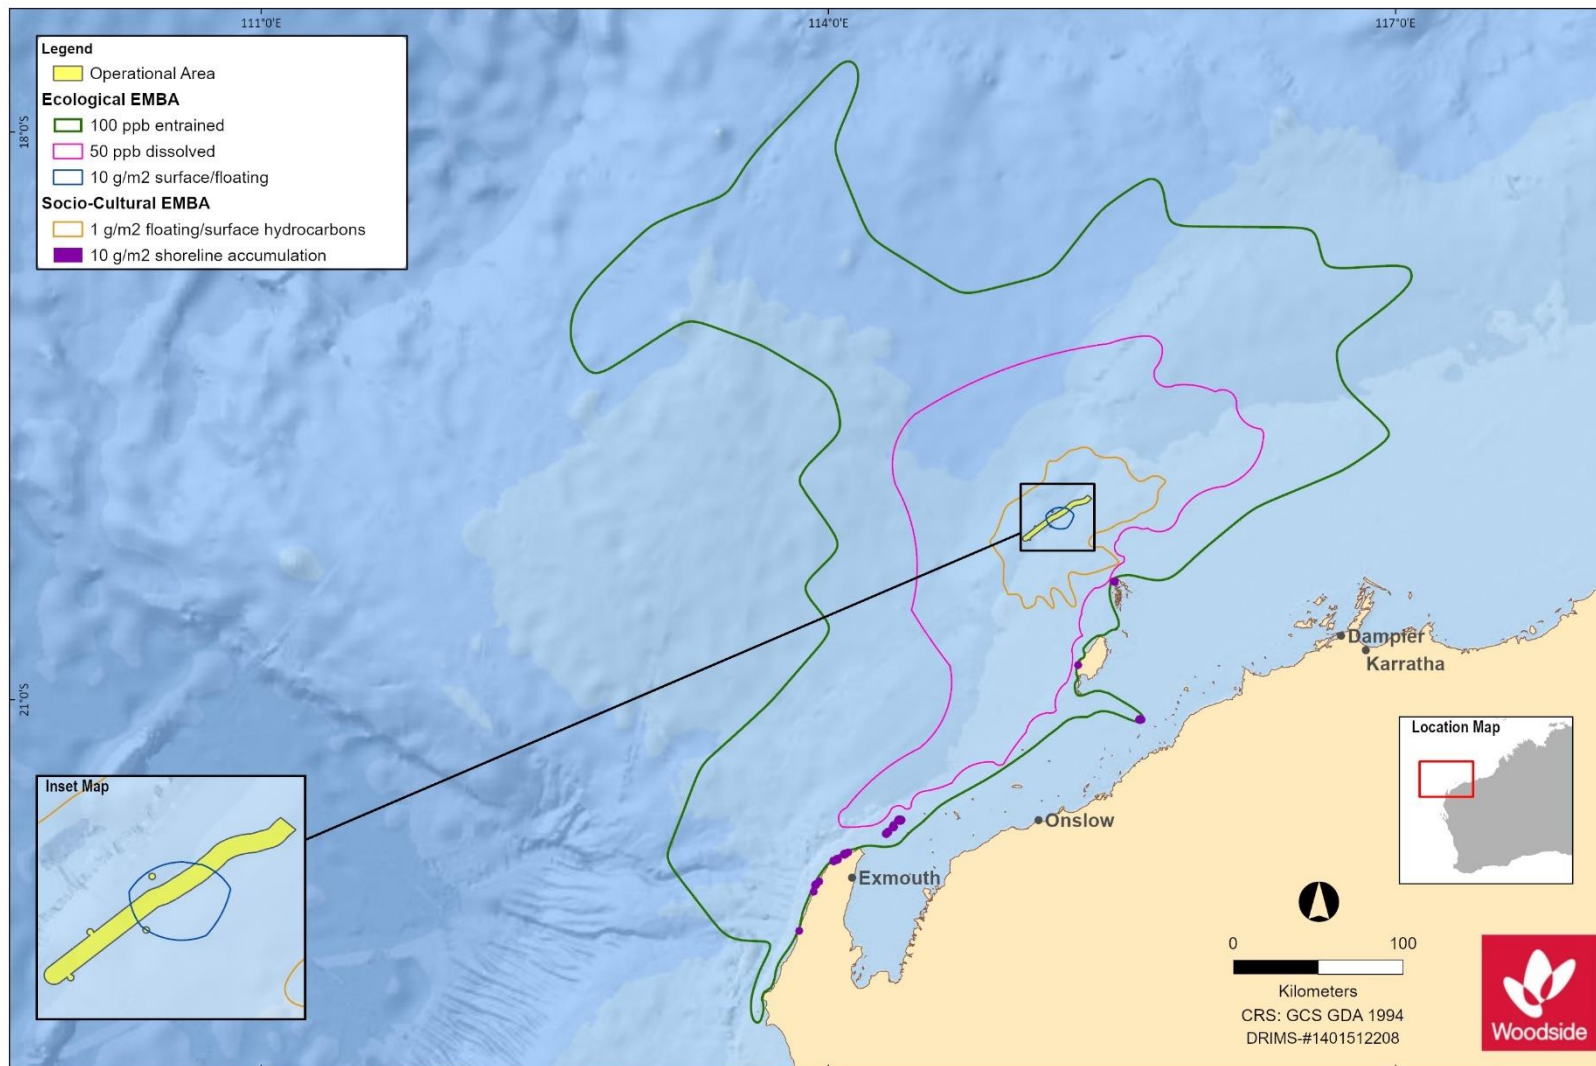 111°0'E
114°0'E
117°0'E
Legend
Operational Area
Ecological EMBA
100 ppb entrained
50 ppb dissolved
10 g/m2 surface/floating
Socio-Cultural EMBA
1 g/m2 floating/surface hydrocarbons
10 g/m2 shoreline accumulation
18°0'S
21°0'S
Dampier
Karratha
Onslow
Exmouth
Location Map
Inset Map
0
100
Kilometers
CRS: GCS GDA 1994
DRIMS-#1401512208
Woodside